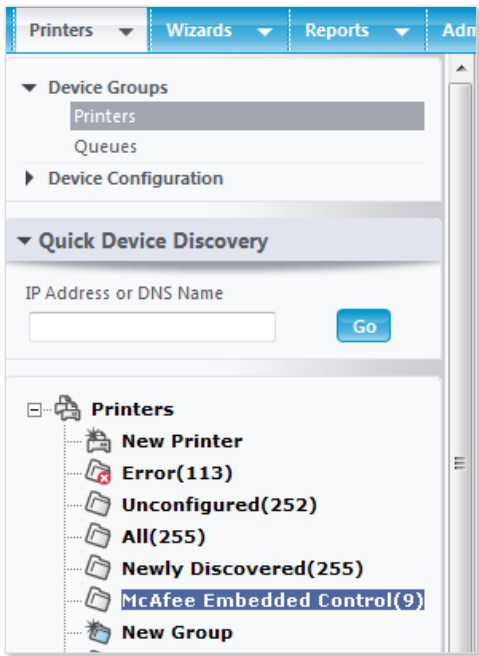 Printers Wizards Reports Adm
Device Groups
Printers
Queues
Device Configuration
Quick Device Discovery
IP Address or DNS Name
Go
Printers
New Printer
Error(113)
Unconfigured(252)
All(255)
Newly Discovered(255)
McAfee Embedded Control(9)
New Group